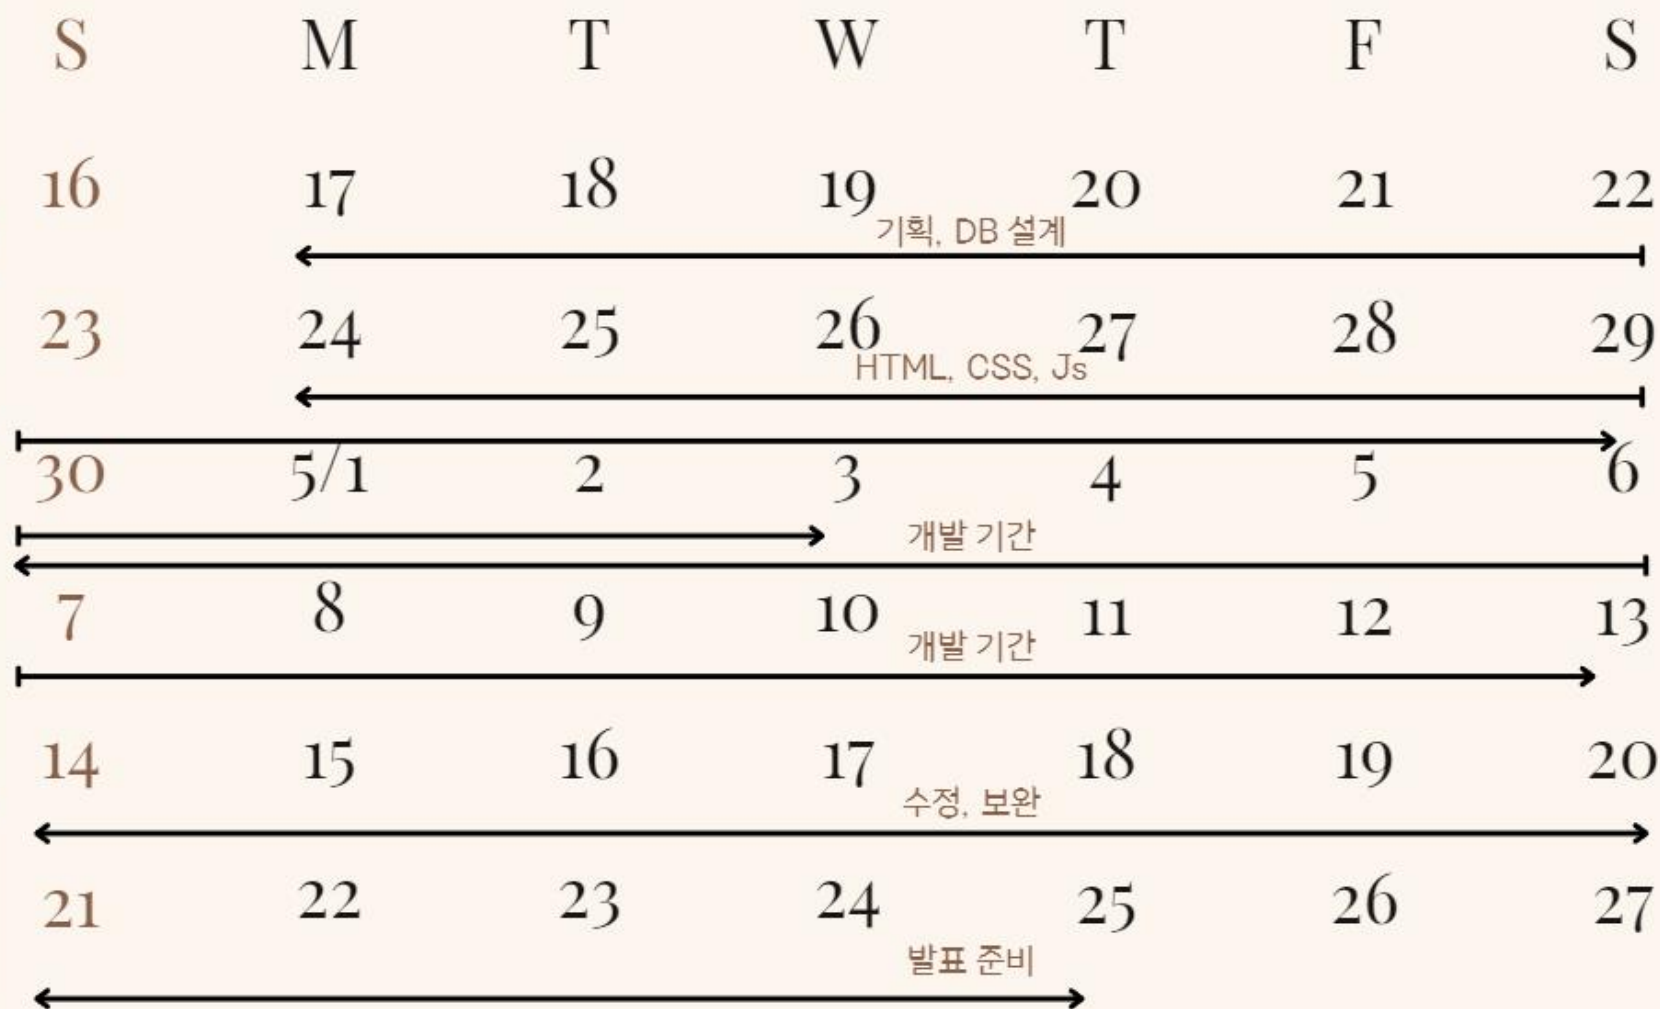 S M T W T F S
16 17 18 19 20 21 22
기획, DB 설계
23 24 25 26 27 28 29
HTML, CSS, Js
30 5/1 2 3 4 5 6
개발 기간
7 8 9 10 11 12 13
개발 기간
14 15 16 17 18 19 20
수정, 보완
21 22 23 24 25 26 27
발표 준비